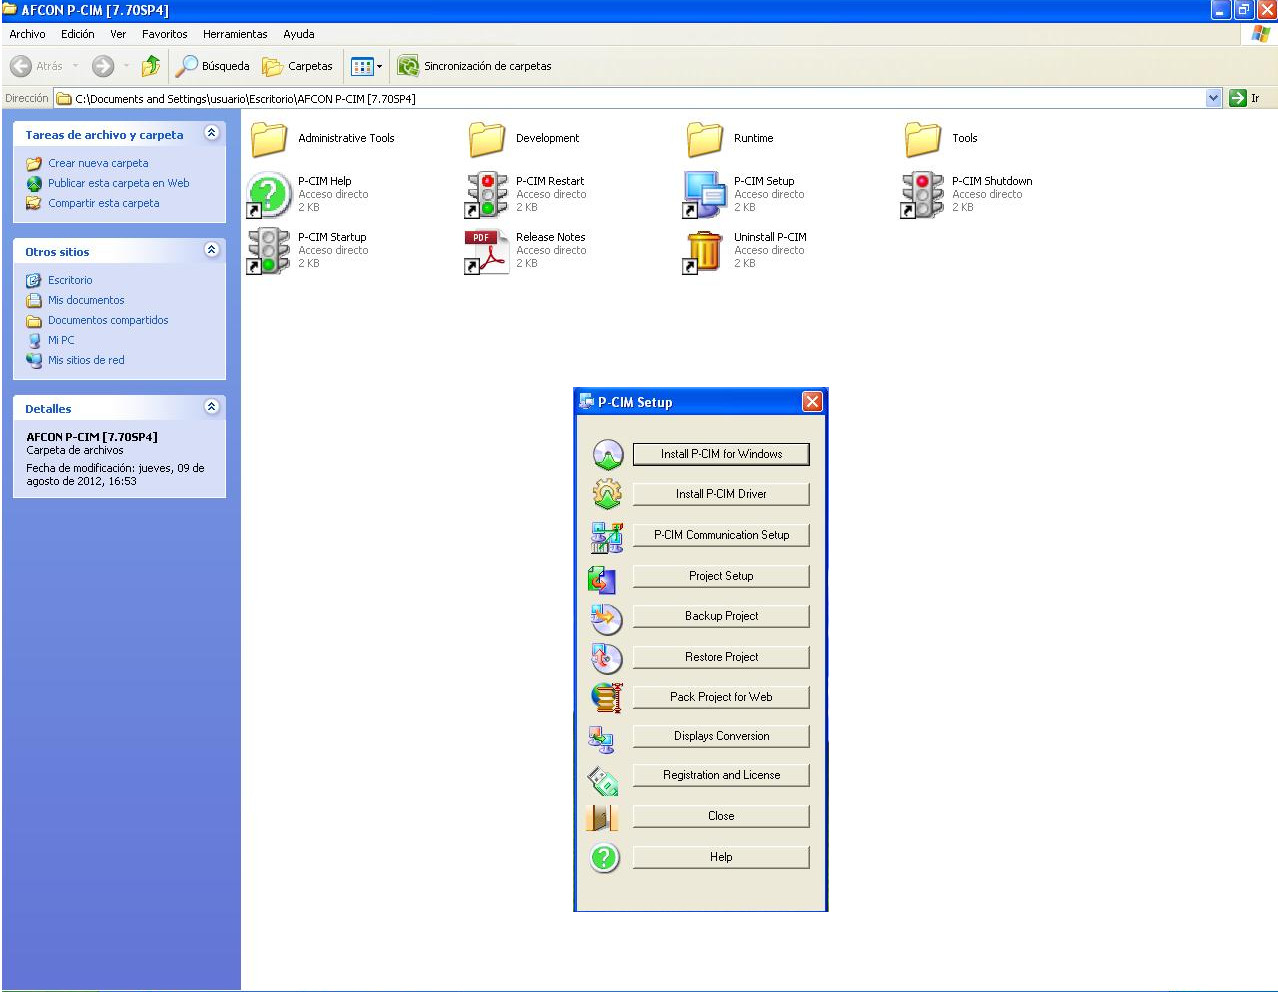 AFCON P-CIM [7.70SP4]
Archivo Edición Ver Favoritos Herramientas Ayuda
Atrás Búsqueda Carpetas Sincronización de carpetas
Dirección C:\Documents and Settings\usuario\Escritorio\AFCON P-CIM [7.70SP4] Ir
Tareas de archivo y carpeta
Crear nueva carpeta
Publicar esta carpeta en Web
Compartir esta carpeta
Otros sitios
Escritorio
Mis documentos
Documentos compartidos
Mi PC
Mis sitios de red
Detalles
AFCON P-CIM [7.70SP4]
Carpeta de archivos
Fecha de modificación: jueves, 09 de
agosto de 2012, 16:53
Administrative Tools
Development
Runtime
Tools
P-CIM Help
Acceso directo
2 KB
P-CIM Restart
Acceso directo
2 KB
P-CIM Setup
Acceso directo
2 KB
P-CIM Shutdown
Acceso directo
2 KB
P-CIM Startup
Acceso directo
2 KB
PDF
Release Notes
Acceso directo
2 KB
Uninstall P-CIM
Acceso directo
2 KB
P-CIM Setup
Install P-CIM for Windows
Install P-CIM Driver
P-CIM Communication Setup
Project Setup
Backup Project
Restore Project
Pack Project for Web
Displays Conversion
Registration and License
Close
Help